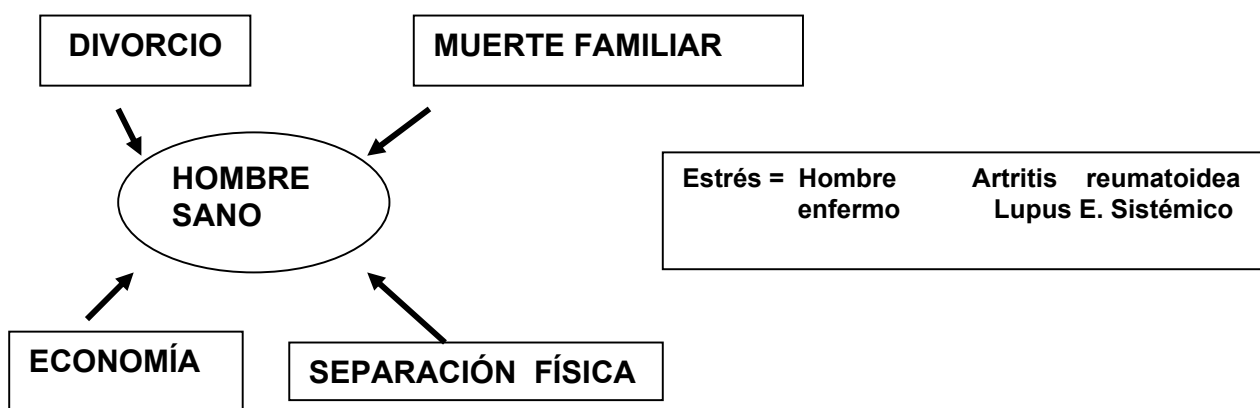 DIVORCIO
MUERTE FAMILIAR
HOMBRE
SANO
Estrés = Hombre Artritis reumatoidea
enfermo Lupus E. Sistémico
ECONOMÍA
SEPARACIÓN FÍSICA